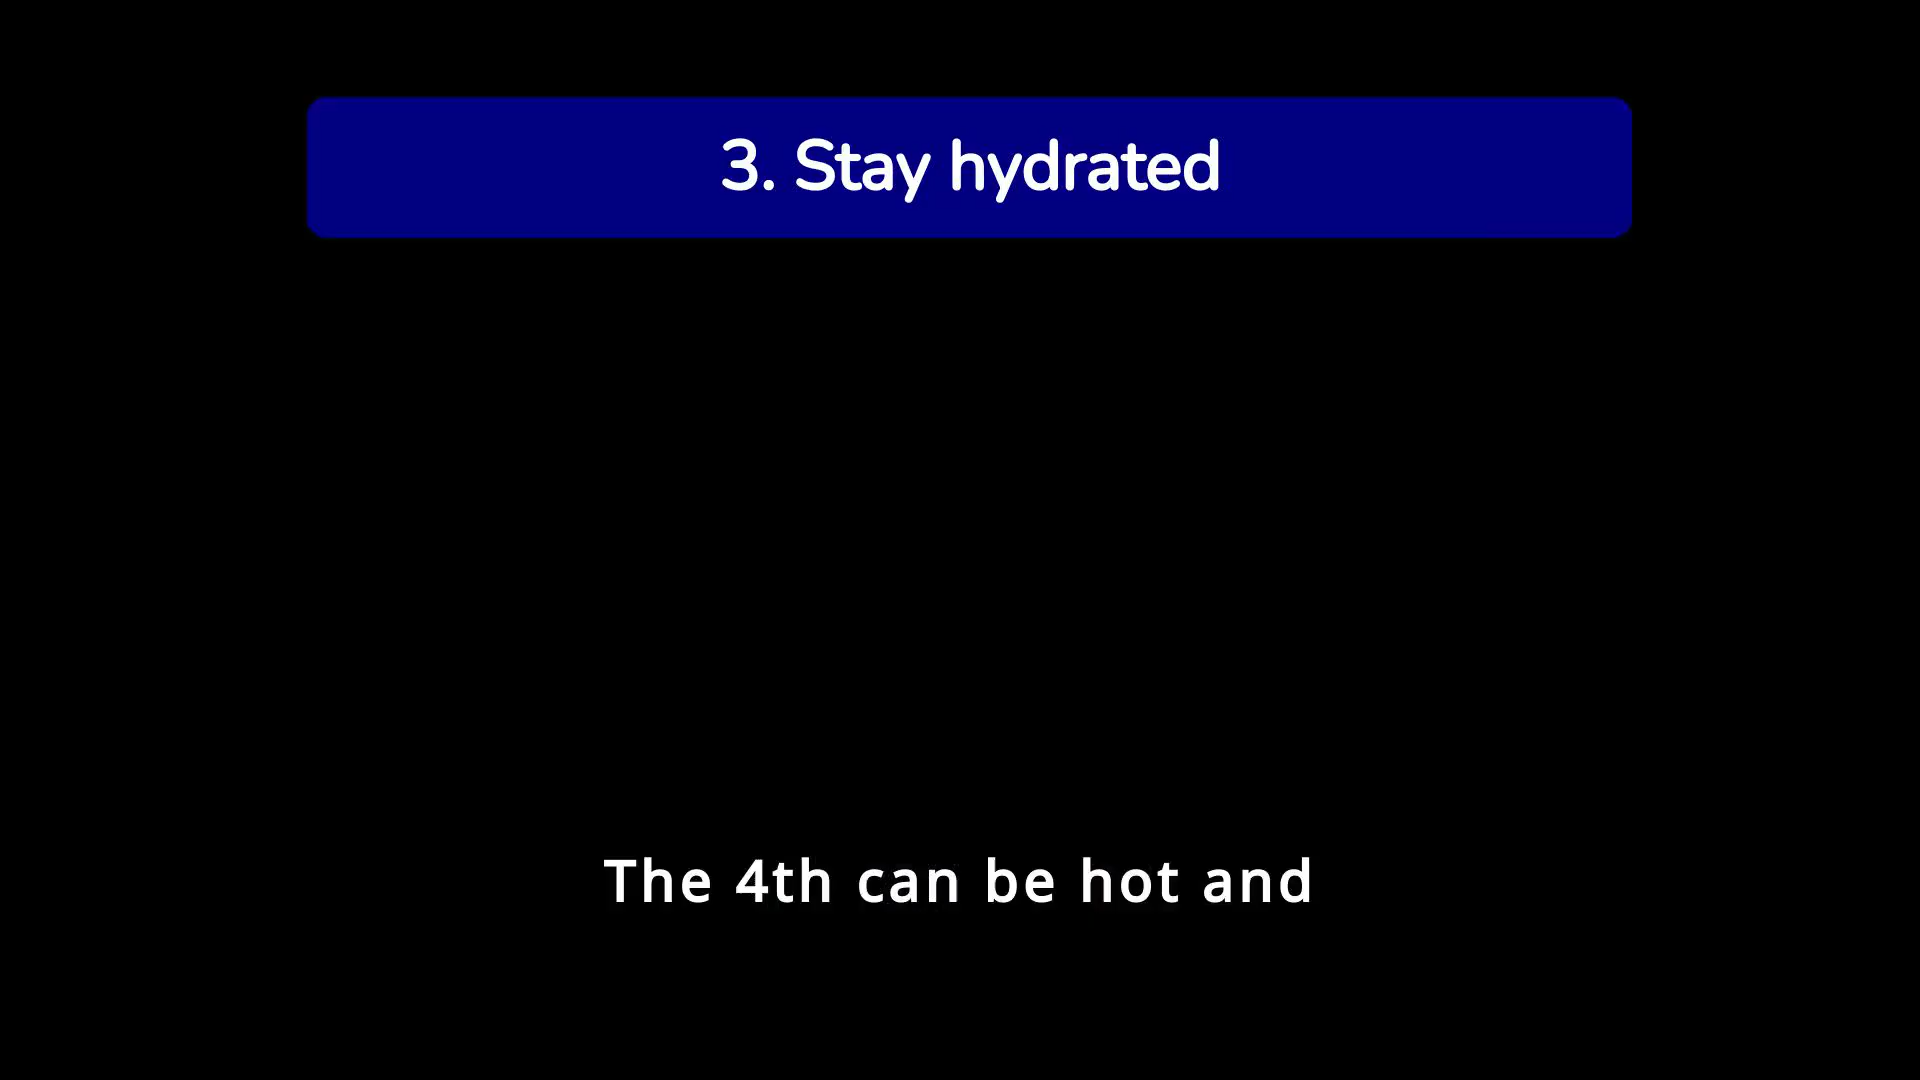 3. Stay hydrated
The 4th can be hot and